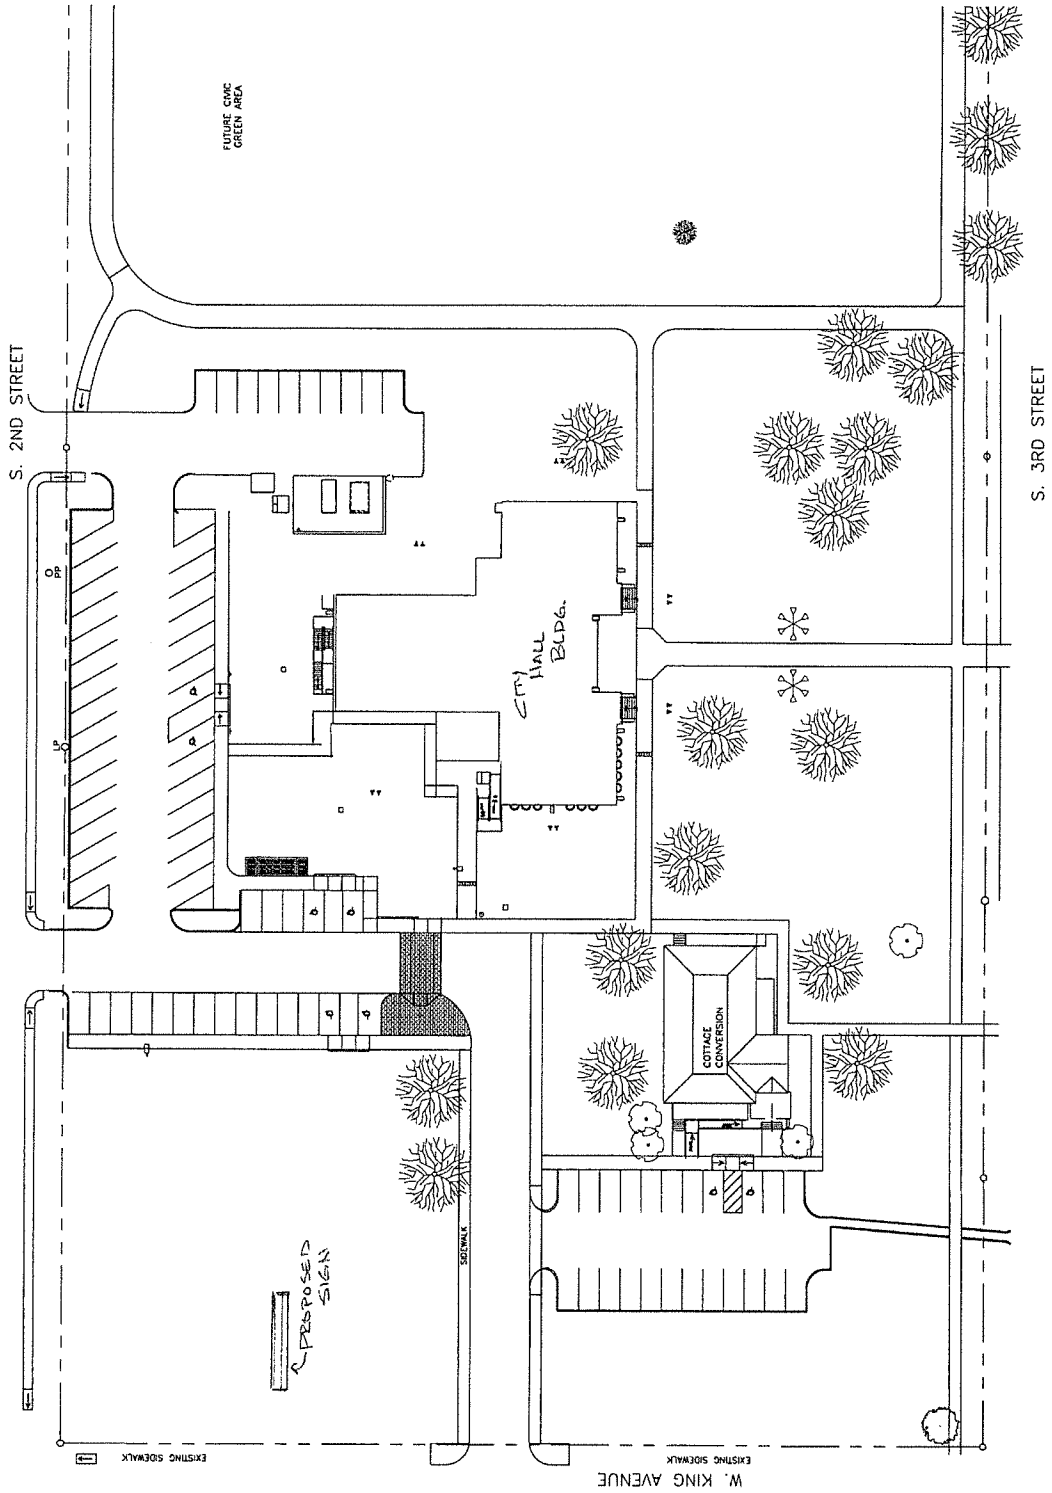 FUTURE CIVIC
GREEN AREA
S. 2ND STREET
S. 3RD STREET
PP
LP
CITY
HALL
BLDG.
COTTAGE
CONVERSION
SIDEWALK
PROPOSED
SIGN
EXISTING SIDEWALK
EXISTING SIDEWALK
W. KING AVENUE